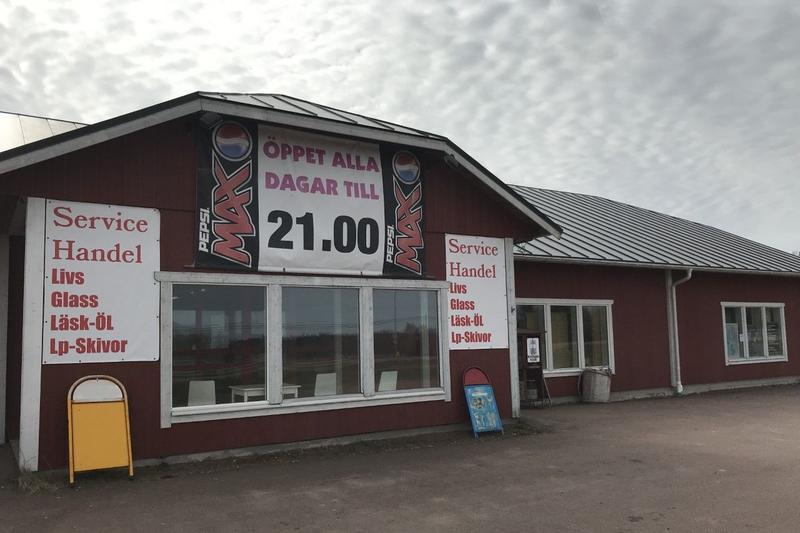 ÖPPET ALLA
DAGAR TILL
21.00
PEPSI
MAX
PEPSI
MAX
Service
Handel
Livs
Glass
Läsk-ÖL
Lp-Skivor
Service
Handel
Livs
Glass
Läsk-ÖL
Lp-Skivor